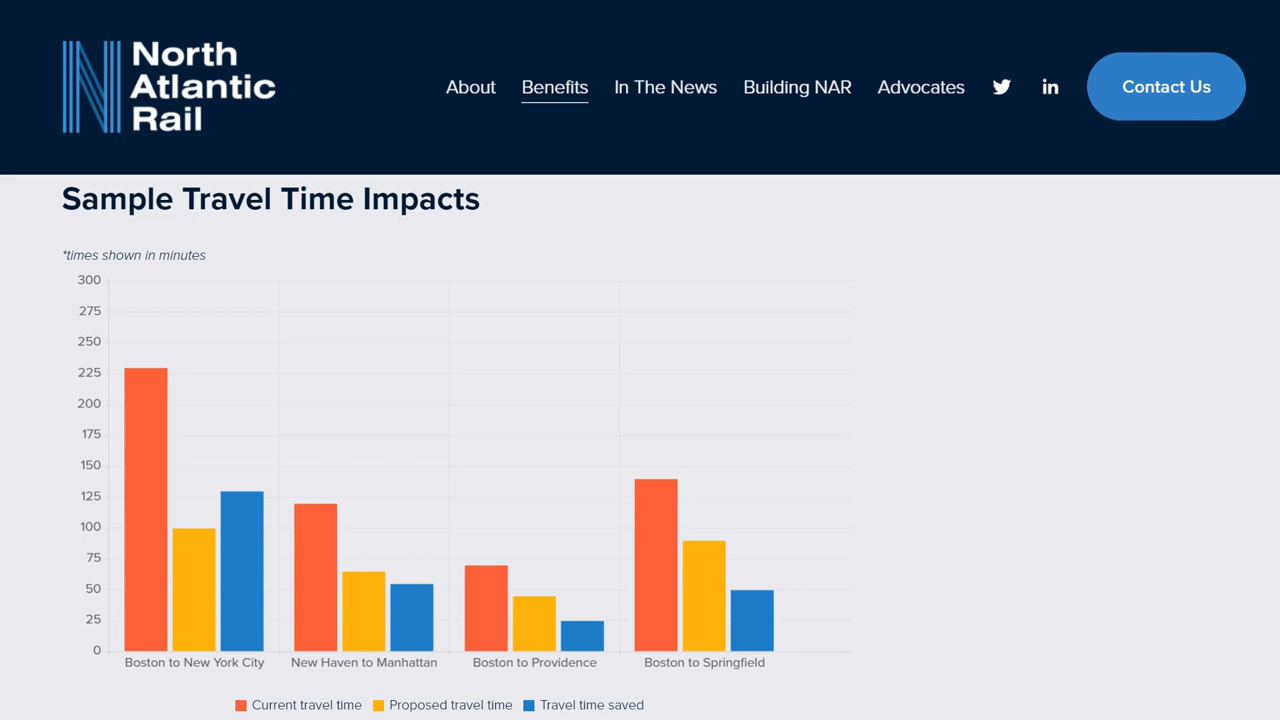 North
Atlantic
Rail
About Benefits In The News Building NAR Advocates Contact Us
Sample Travel Time Impacts
*times shown in minutes
300
275
250
225
200
175
150
125
100
75
50
25
0
Boston to New York City New Haven to Manhattan Boston to Providence Boston to Springfield
Current travel time Proposed travel time Travel time saved